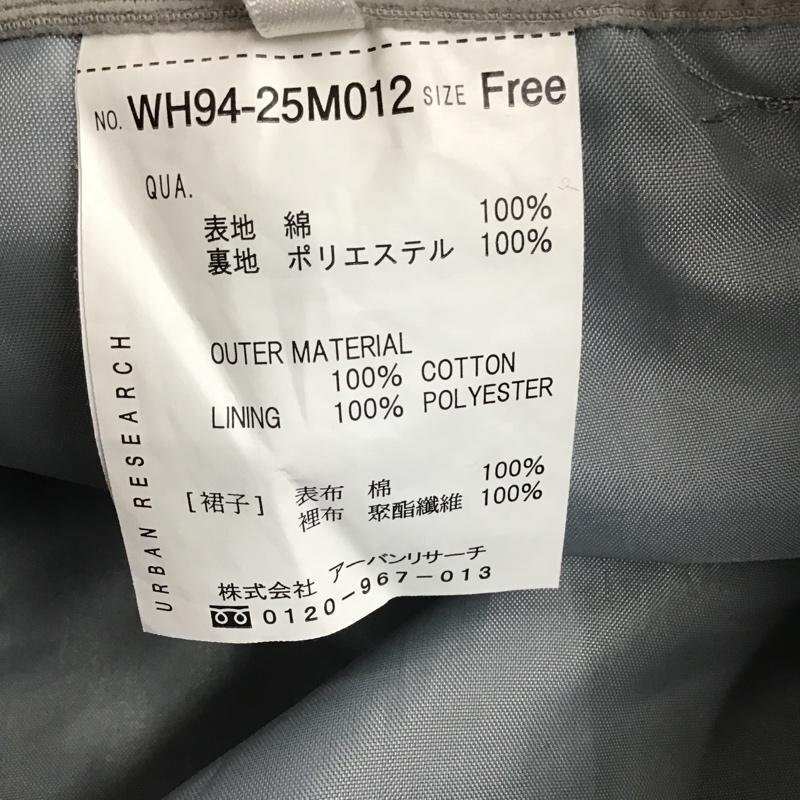 NO. WH94-25M012 SIZE Free
QUA.
表地 綿 100%
裏地 ポリエステル 100%
OUTER MATERIAL
100% COTTON
LINING 100% POLYESTER
[裙子] 表布 棉 100%
裡布 聚酯纖維 100%
株式会社 アーバンリサーチ
0120-967-013
URBAN RESEARCH